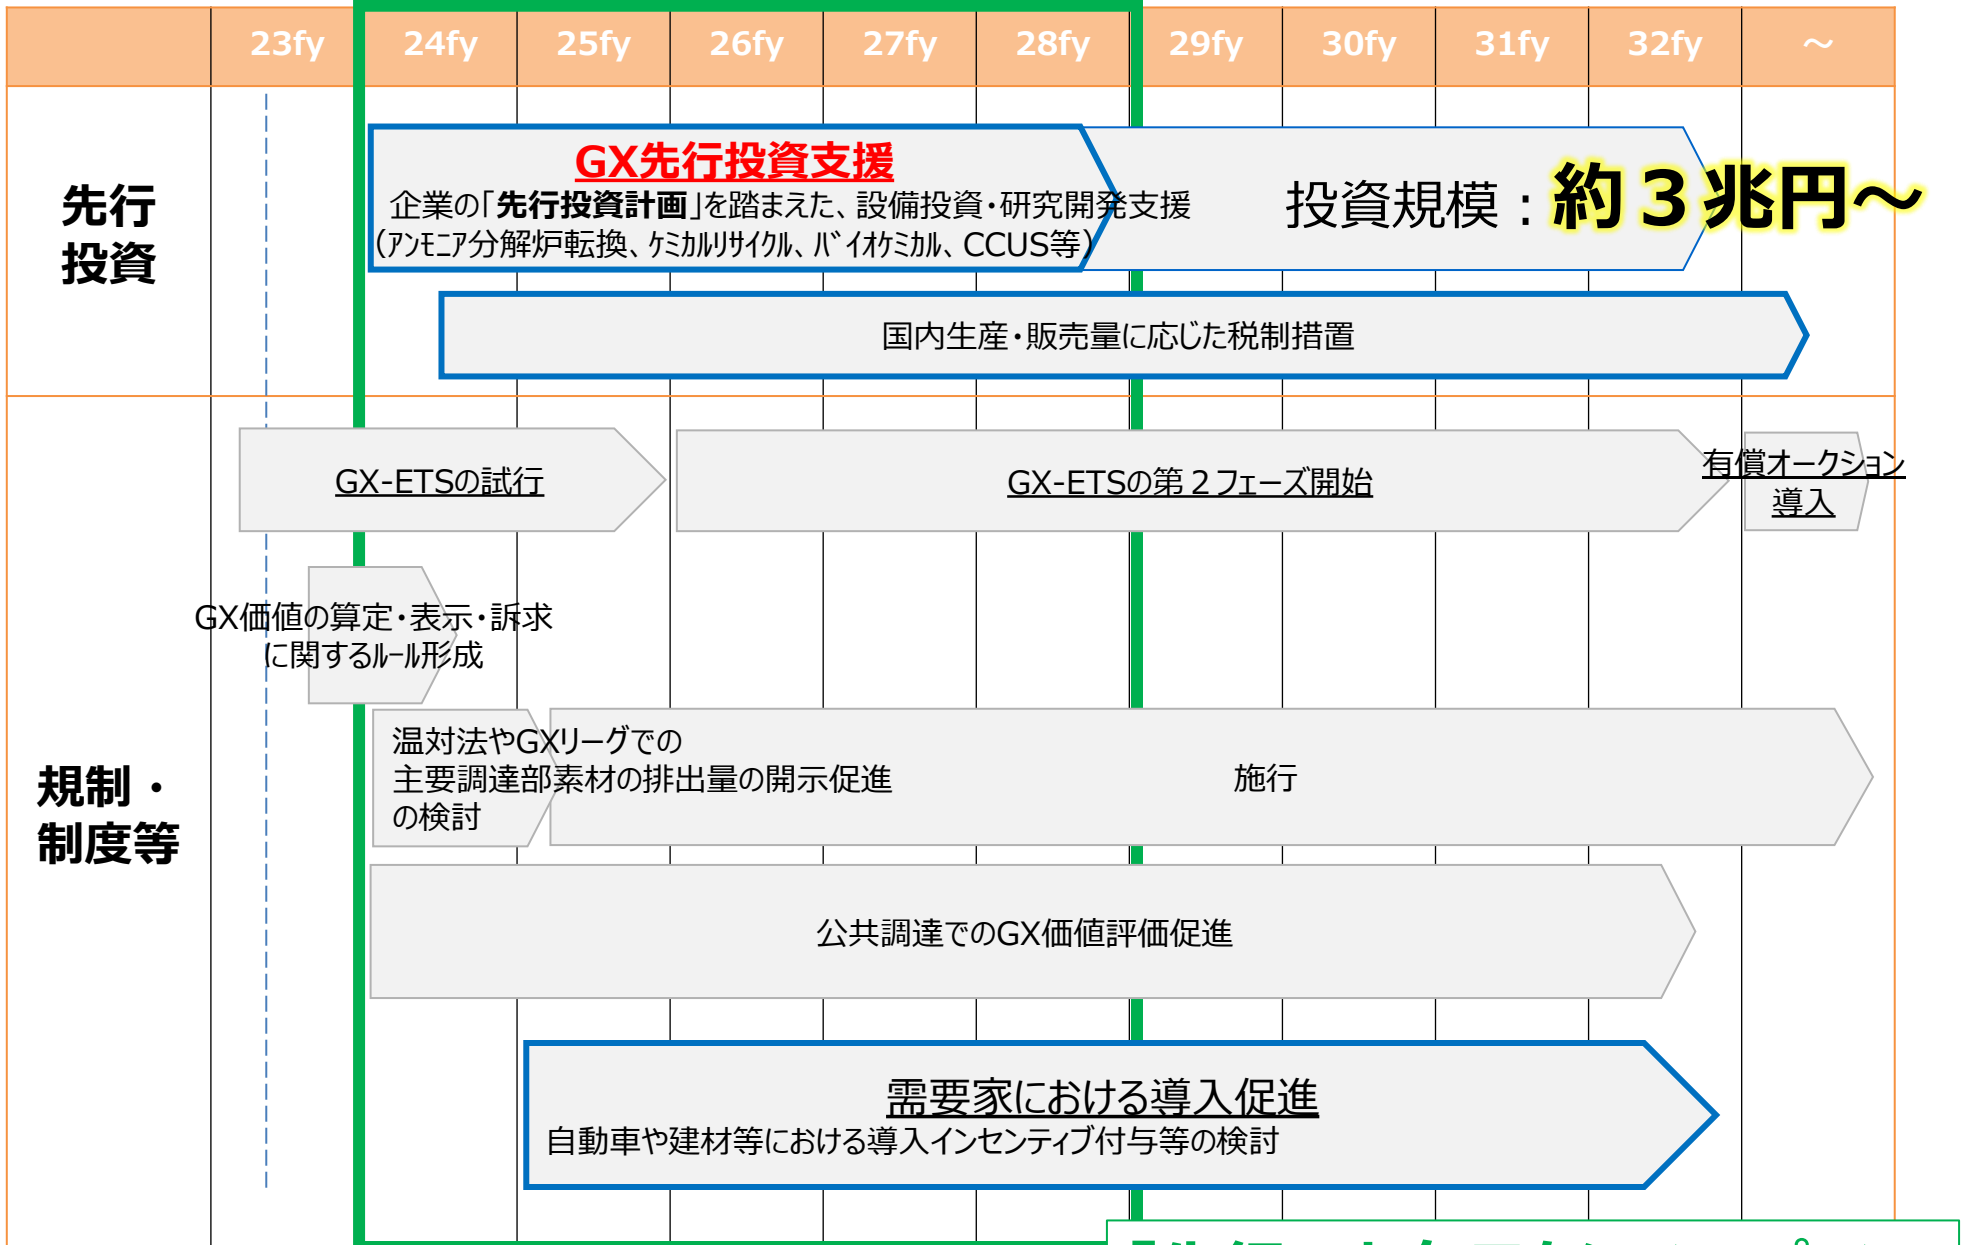 23fy 24fy 25fy 26fy 27fy 28fy 29fy 30fy 31fy 32fy ～
先行
投資
GX先行投資支援
企業の「先行投資計画」を踏まえた、設備投資・研究開発支援
（ｱﾝﾓﾆｱ分解炉転換、ｹﾐｶﾙﾘｻｲｸﾙ、ﾊﾞｲｵｹﾐｶﾙ、CCUS等）
投資規模：約３兆円～
国内生産・販売量に応じた税制措置
規制・
制度等
GX-ETSの試行
GX-ETSの第２フェーズ開始
有償オークション
導入
GX価値の算定・表示・訴求
に関するﾙｰﾙ形成
温対法やGXリーグでの
主要調達部素材の排出量の開示促進
の検討
施行
公共調達でのGX価値評価促進
需要家における導入促進
自動車や建材等における導入インセンティブ付与等の検討